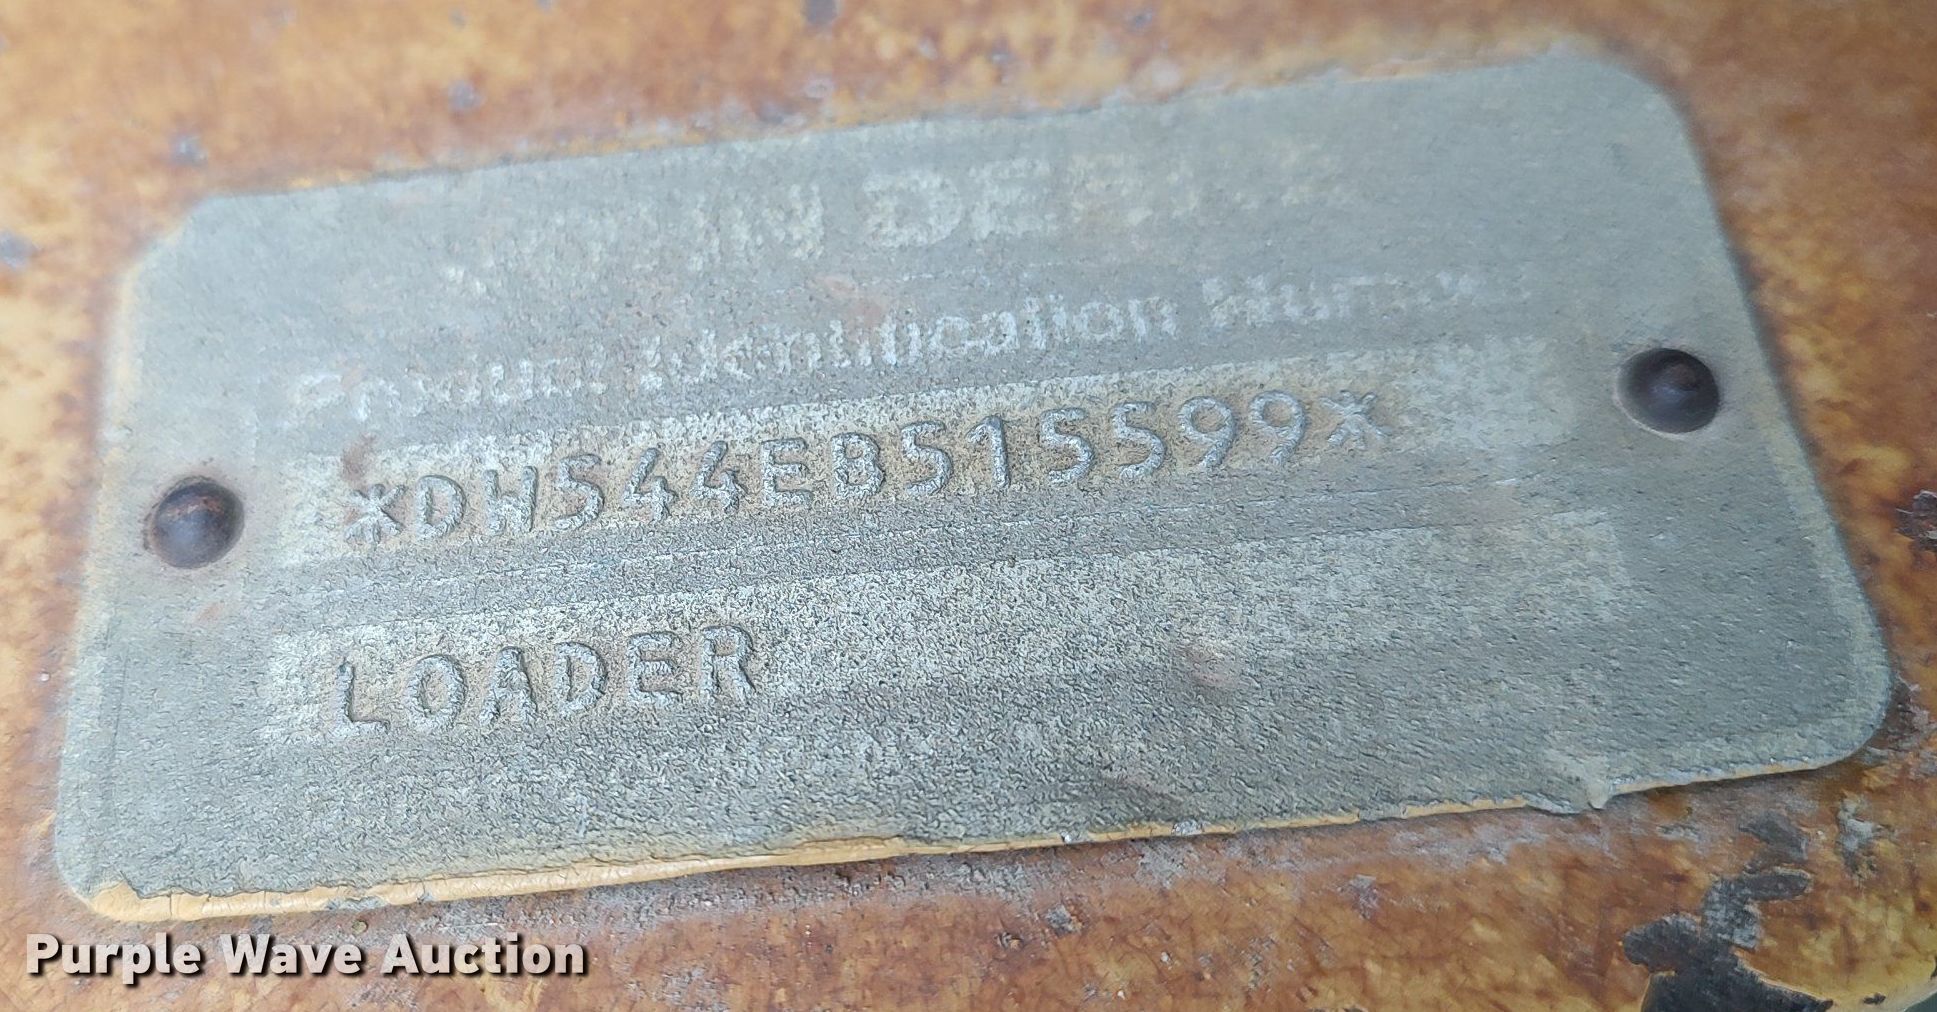 JOHN DEERE
Product Identification Number
*DW544EB515599*
LOADER
Purple Wave Auction